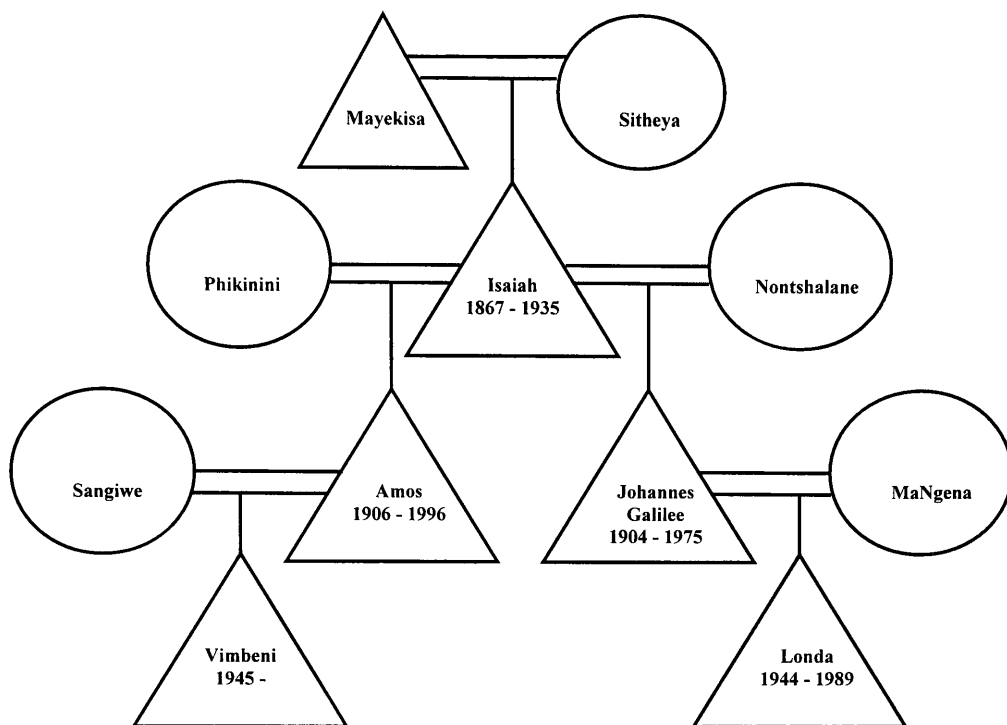 Mayekisa
Sitheya
Phikinini
Isaiah
1867 - 1935
Nontshalane
Sangiwe
Amos
1906 - 1996
Johannes
Galilee
1904 - 1975
MaNgena
Vimbeni
1945 -
Londa
1944 - 1989